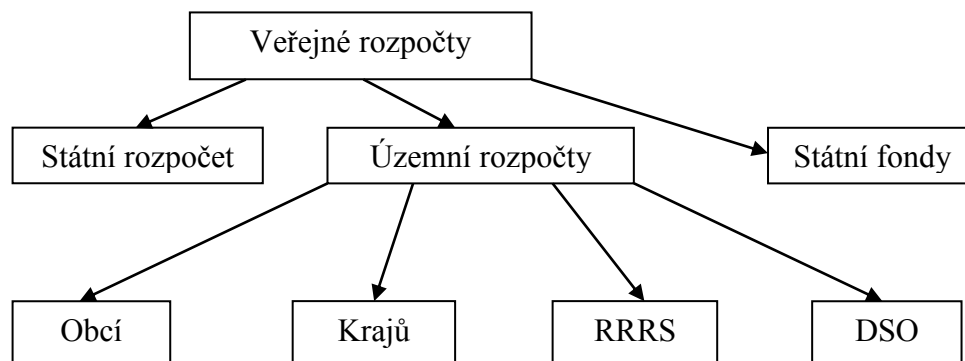 Veřejné rozpočty
Státní rozpočet
Územní rozpočty
Státní fondy
Obcí
Krajů
RRRS
DSO